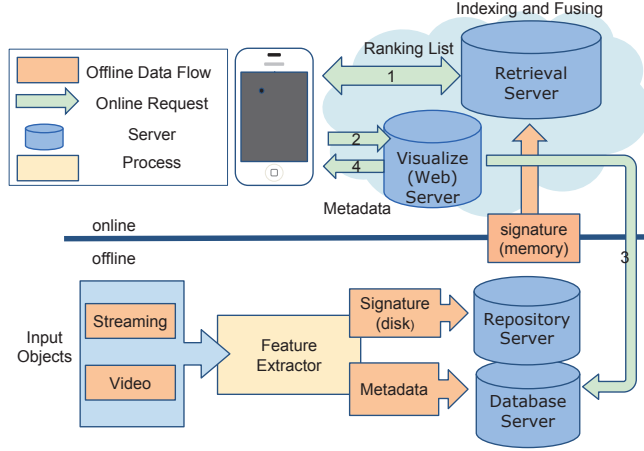 Indexing and Fusing
Offline Data Flow
Online Request
Server
Process
Ranking List
1
Retrieval
Server
2
4
Visualize
(Web)
Server
Metadata
signature
(memory)
3
online
offline
Input
Objects
Streaming
Video
Feature
Extractor
Signature
(disk)
Metadata
Repository
Server
Database
Server